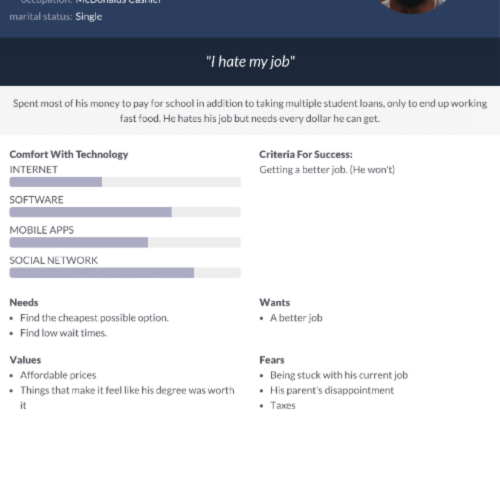 occupation: McDonalds Cashier
marital status: Single
"I hate my job"
Spent most of his money to pay for school in addition to taking multiple student loans, only to end up working
fast food. He hates his job but needs every dollar he can get.
Comfort With Technology
INTERNET
SOFTWARE
MOBILE APPS
SOCIAL NETWORK
Criteria For Success:
Getting a better job. (He won't)
Needs
• Find the cheapest possible option.
• Find low wait times.
Wants
• A better job
Values
• Affordable prices
• Things that make it feel like his degree was worth
it
Fears
• Being stuck with his current job
• His parent's disappointment
• Taxes